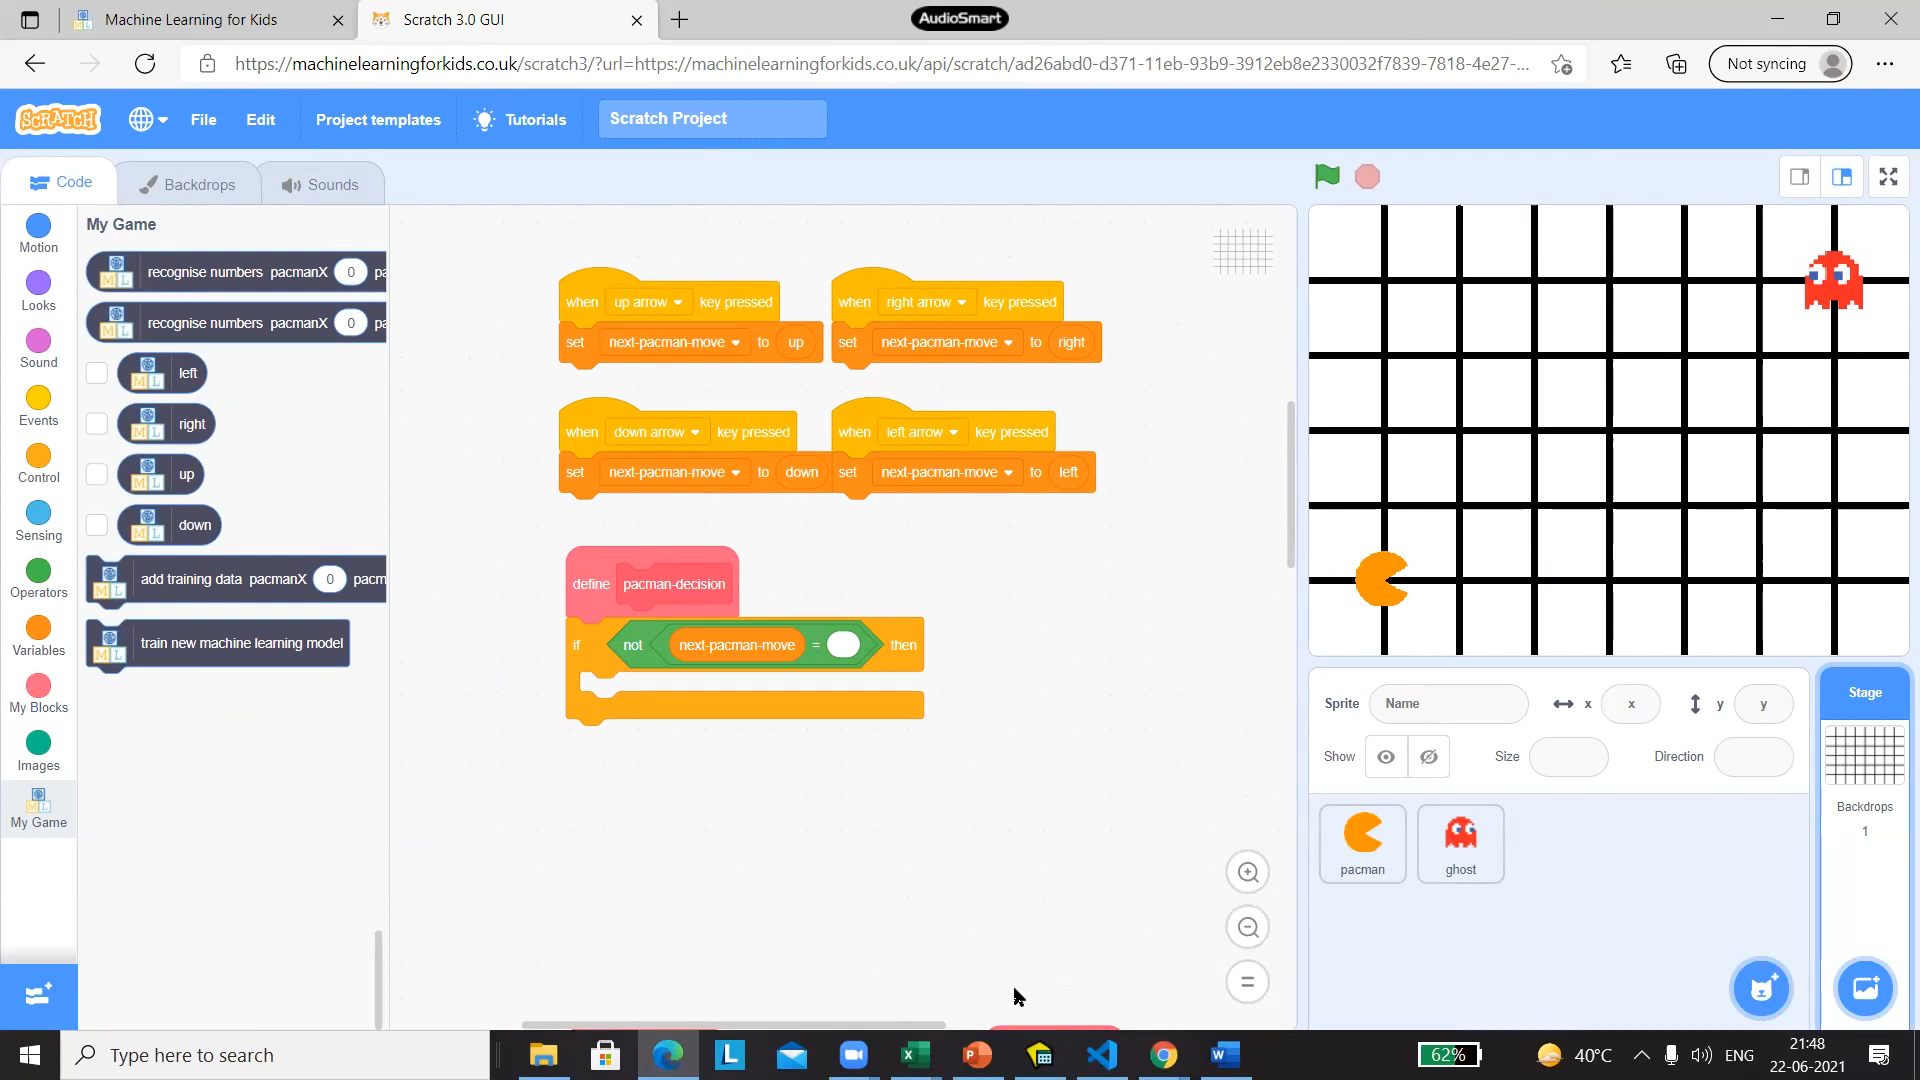 Machine Learning for Kids
Scratch 3.0 GUI
AudioSmart
https://machinelearningforkids.co.uk/scratch3/?url=https://machinelearningforkids.co.uk/api/scratch/ad26abd0-d371-11eb-93b9-3912eb8e2330032f7839-7818-4e27-...
Not syncing
SCRATCH
File
Edit
Project templates
Tutorials
Scratch Project
Code
Backdrops
Sounds
Motion
Looks
Sound
Events
Control
Sensing
Operators
Variables
My Blocks
Images
My Game
My Game
recognise numbers pacmanX 0 pa
recognise numbers pacmanX 0 pa
left
right
up
down
add training data pacmanX 0 pacm
train new machine learning model
when up arrow key pressed
set next-pacman-move to up
when right arrow key pressed
set next-pacman-move to right
when down arrow key pressed
set next-pacman-move to down
when left arrow key pressed
set next-pacman-move to left
define pacman-decision
if not next-pacman-move = then
Sprite Name x x y y
Show Size Direction
pacman
ghost
Stage
Backdrops
1
Type here to search
62%
40°C
ENG
21:48
22-06-2021